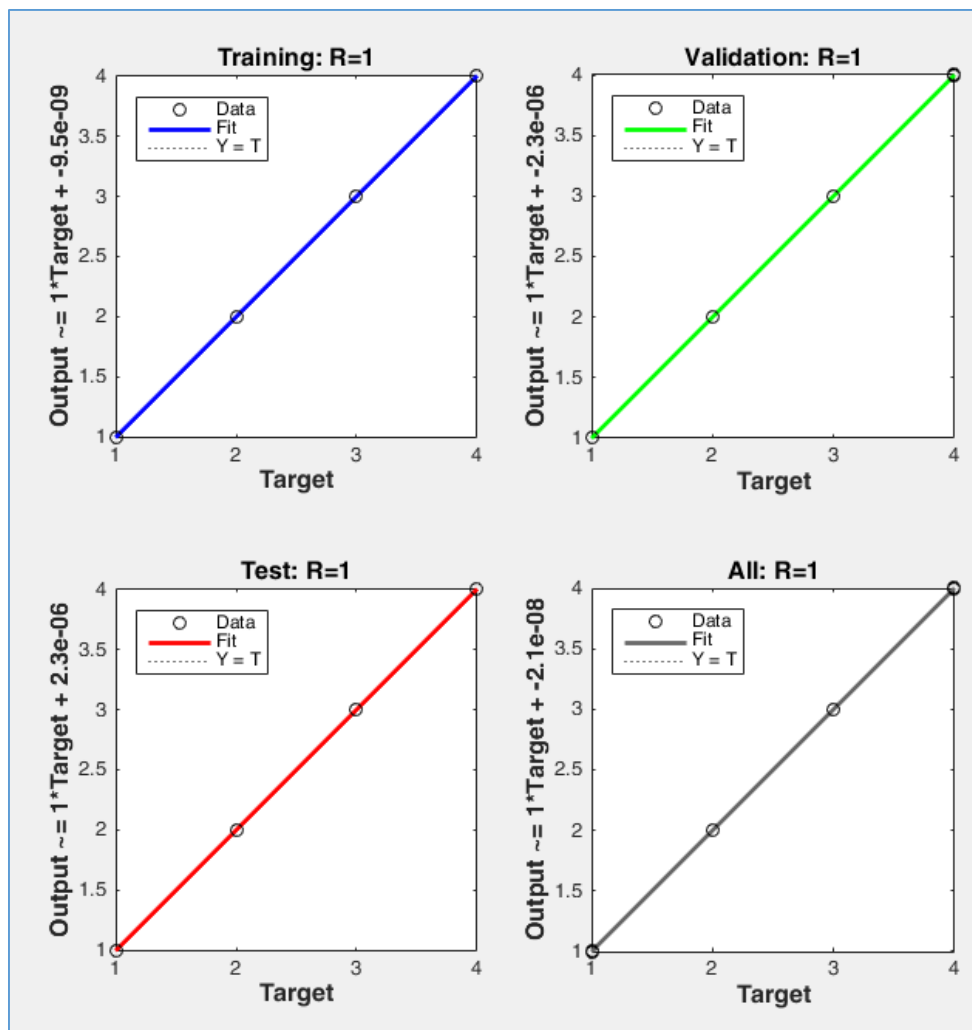 Training: R=1
Output ~= 1*Target + -9.5e-09
4
3.5
3
2.5
2
1.5
1
Data
Fit
Y = T
1 2 3 4
Target
Validation: R=1
Output ~= 1*Target + -2.3e-06
4
3.5
3
2.5
2
1.5
1
Data
Fit
Y = T
1 2 3 4
Target
Test: R=1
Output ~= 1*Target + 2.3e-06
4
3.5
3
2.5
2
1.5
1
Data
Fit
Y = T
1 2 3 4
Target
All: R=1
Output ~= 1*Target + -2.1e-08
4
3.5
3
2.5
2
1.5
1
Data
Fit
Y = T
1 2 3 4
Target